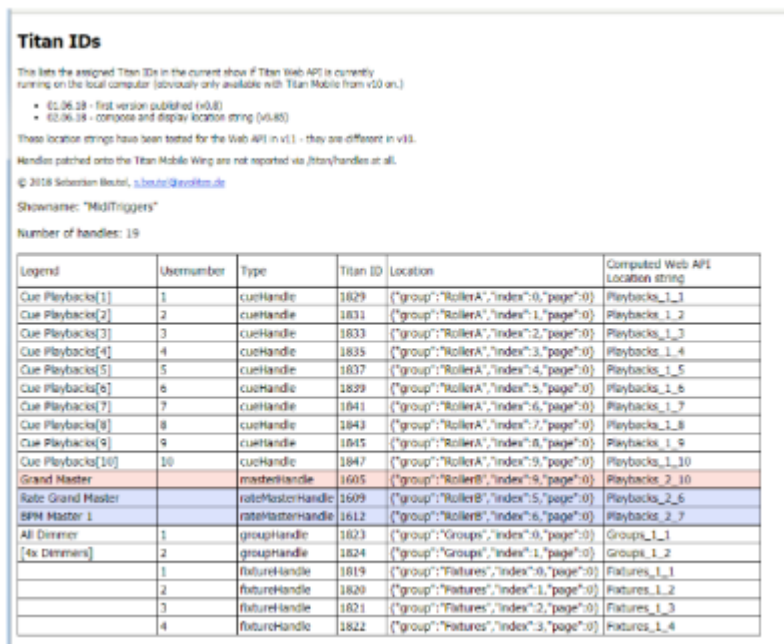 Titan IDs
This lists the assigned Titan IDs in the current show if Titan Web API is currently
running on the local computer (obviously only available with Titan Mobile from v10 on.)
01.06.18 - first version published (v0.8)
02.06.18 - compose and display location string (v0.85)
These location strings have been tested for the Web API in v11 - they are different in v10.
Handles patched onto the Titan Mobile Wing are not reported via /titan/handles at all.
© 2018 Sebastian Beutel, s.beutel@avolites.de
Showname: "MidiTriggers"
Number of handles: 19
Legend Usernumber Type Titan ID Location Computed Web API
Location string
Cue Playbacks[1] 1 cueHandle 1829 {"group":"RollerA","index":0,"page":0} Playbacks_1_1
Cue Playbacks[2] 2 cueHandle 1831 {"group":"RollerA","index":1,"page":0} Playbacks_1_2
Cue Playbacks[3] 3 cueHandle 1833 {"group":"RollerA","index":2,"page":0} Playbacks_1_3
Cue Playbacks[4] 4 cueHandle 1835 {"group":"RollerA","index":3,"page":0} Playbacks_1_4
Cue Playbacks[5] 5 cueHandle 1837 {"group":"RollerA","index":4,"page":0} Playbacks_1_5
Cue Playbacks[6] 6 cueHandle 1839 {"group":"RollerA","index":5,"page":0} Playbacks_1_6
Cue Playbacks[7] 7 cueHandle 1841 {"group":"RollerA","index":6,"page":0} Playbacks_1_7
Cue Playbacks[8] 8 cueHandle 1843 {"group":"RollerA","index":7,"page":0} Playbacks_1_8
Cue Playbacks[9] 9 cueHandle 1845 {"group":"RollerA","index":8,"page":0} Playbacks_1_9
Cue Playbacks[10] 10 cueHandle 1847 {"group":"RollerA","index":9,"page":0} Playbacks_1_10
Grand Master masterHandle 1605 {"group":"RollerB","index":9,"page":0} Playbacks_2_10
Rate Grand Master rateMasterHandle 1609 {"group":"RollerB","index":5,"page":0} Playbacks_2_6
BPM Master 1 rateMasterHandle 1612 {"group":"RollerB","index":6,"page":0} Playbacks_2_7
All Dimmer 1 groupHandle 1823 {"group":"Groups","index":0,"page":0} Groups_1_1
[4x Dimmers] 2 groupHandle 1824 {"group":"Groups","index":1,"page":0} Groups_1_2
1 fixtureHandle 1819 {"group":"Fixtures","index":0,"page":0} Fixtures_1_1
2 fixtureHandle 1820 {"group":"Fixtures","index":1,"page":0} Fixtures_1_2
3 fixtureHandle 1821 {"group":"Fixtures","index":2,"page":0} Fixtures_1_3
4 fixtureHandle 1822 {"group":"Fixtures","index":3,"page":0} Fixtures_1_4